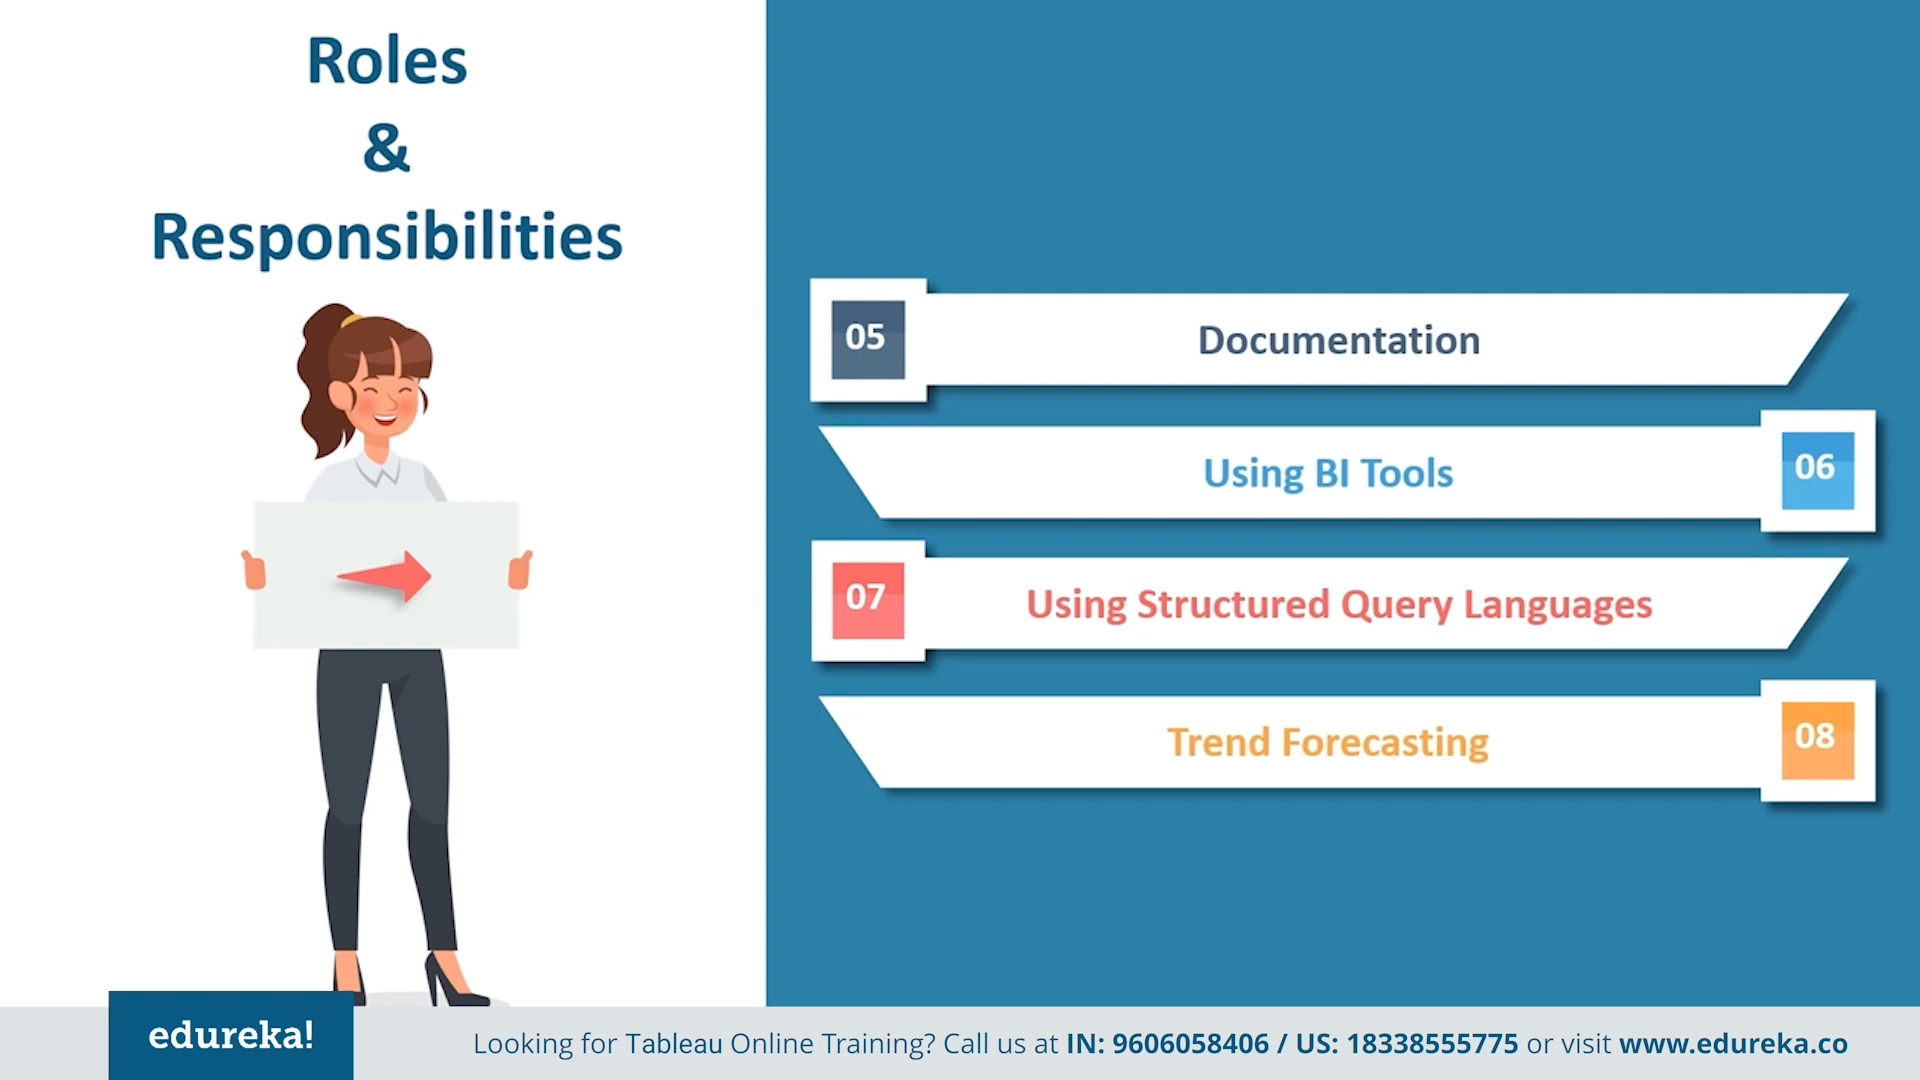 Roles
&
Responsibilities
05
Documentation
Using BI Tools
06
07
Using Structured Query Languages
Trend Forecasting
08
edureka!
Looking for Tableau Online Training? Call us at IN: 9606058406 / US: 18338555775 or visit www.edureka.co